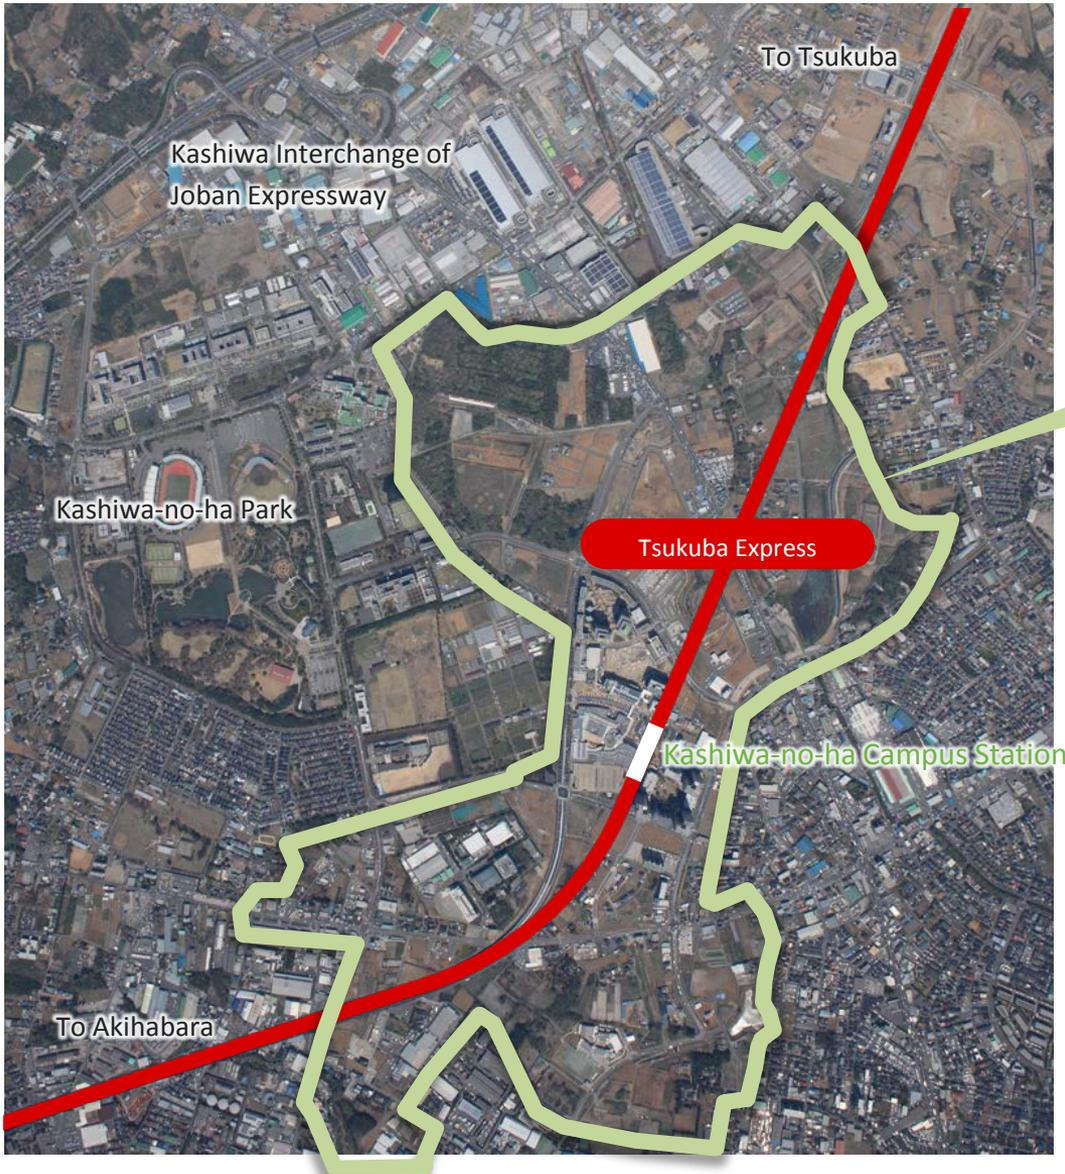 To Tsukuba
Kashiwa Interchange of
Joban Expressway
Kashiwa-no-ha Park
Tsukuba Express
Kashiwa-no-ha Campus Station
To Akihabara